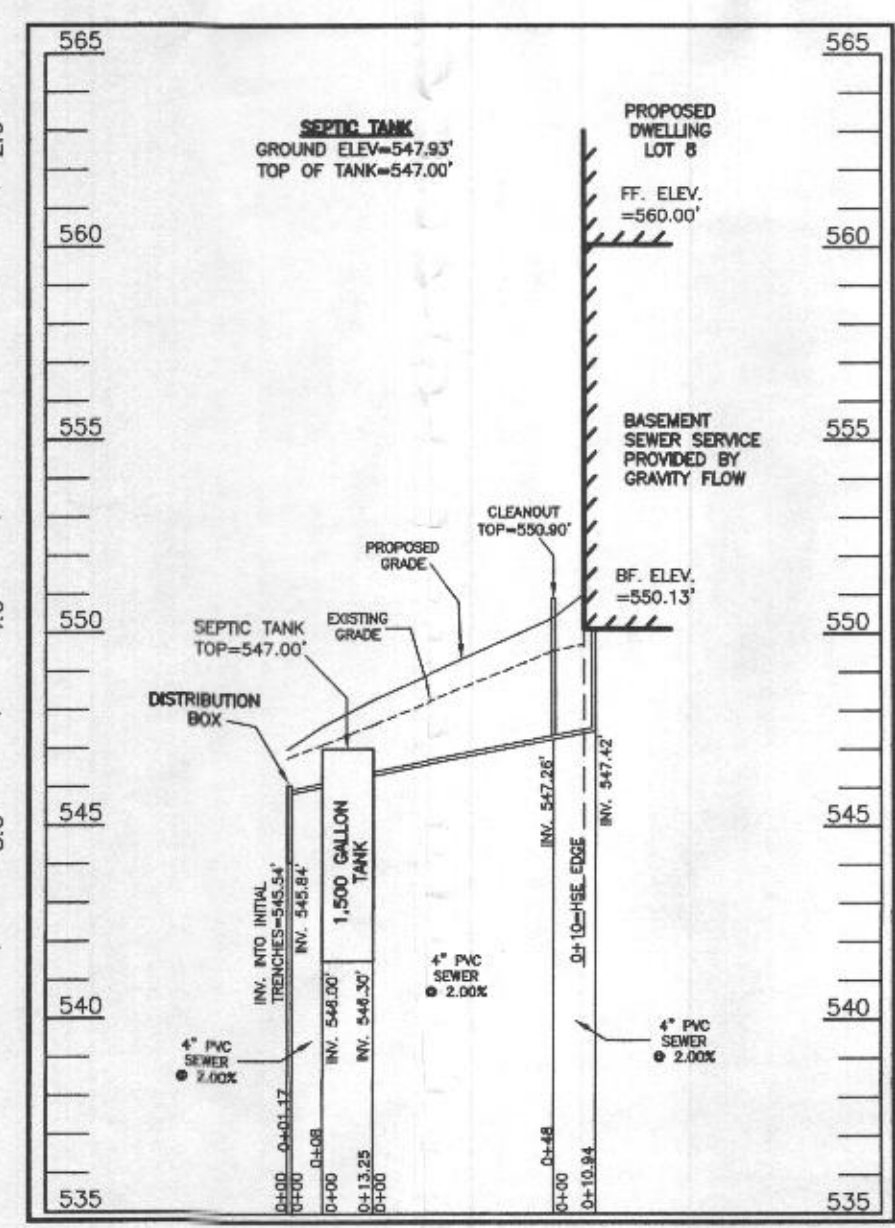 565
565
SEPTIC TANK
GROUND ELEV=547.93'
TOP OF TANK=547.00'
PROPOSED
DWELLING
LOT 8
FF. ELEV.
=560.00'
560
560
555
555
BASEMENT
SEWER SERVICE
PROVIDED BY
GRAVITY FLOW
CLEANOUT
TOP=550.90'
PROPOSED
GRADE
BF. ELEV.
=550.13'
550
550
SEPTIC TANK
TOP=547.00'
EXISTING
GRADE
DISTRIBUTION
BOX
545
545
INV. INTO INITIAL
TRENCHES=545.54'
INV. 545.84'
1,500 GALLON
TANK
INV. 547.26'
INV. 547.42'
0+10=HSE EDGE
INV. 546.00'
INV. 546.30'
4" PVC
SEWER
@ 2.00%
540
540
4" PVC
SEWER
@ 2.00%
4" PVC
SEWER
@ 2.00%
0+00
0+01.17
0+00
0+08
0+00
0+13.25
0+00
0+48
0+00
0+10.94
535
535